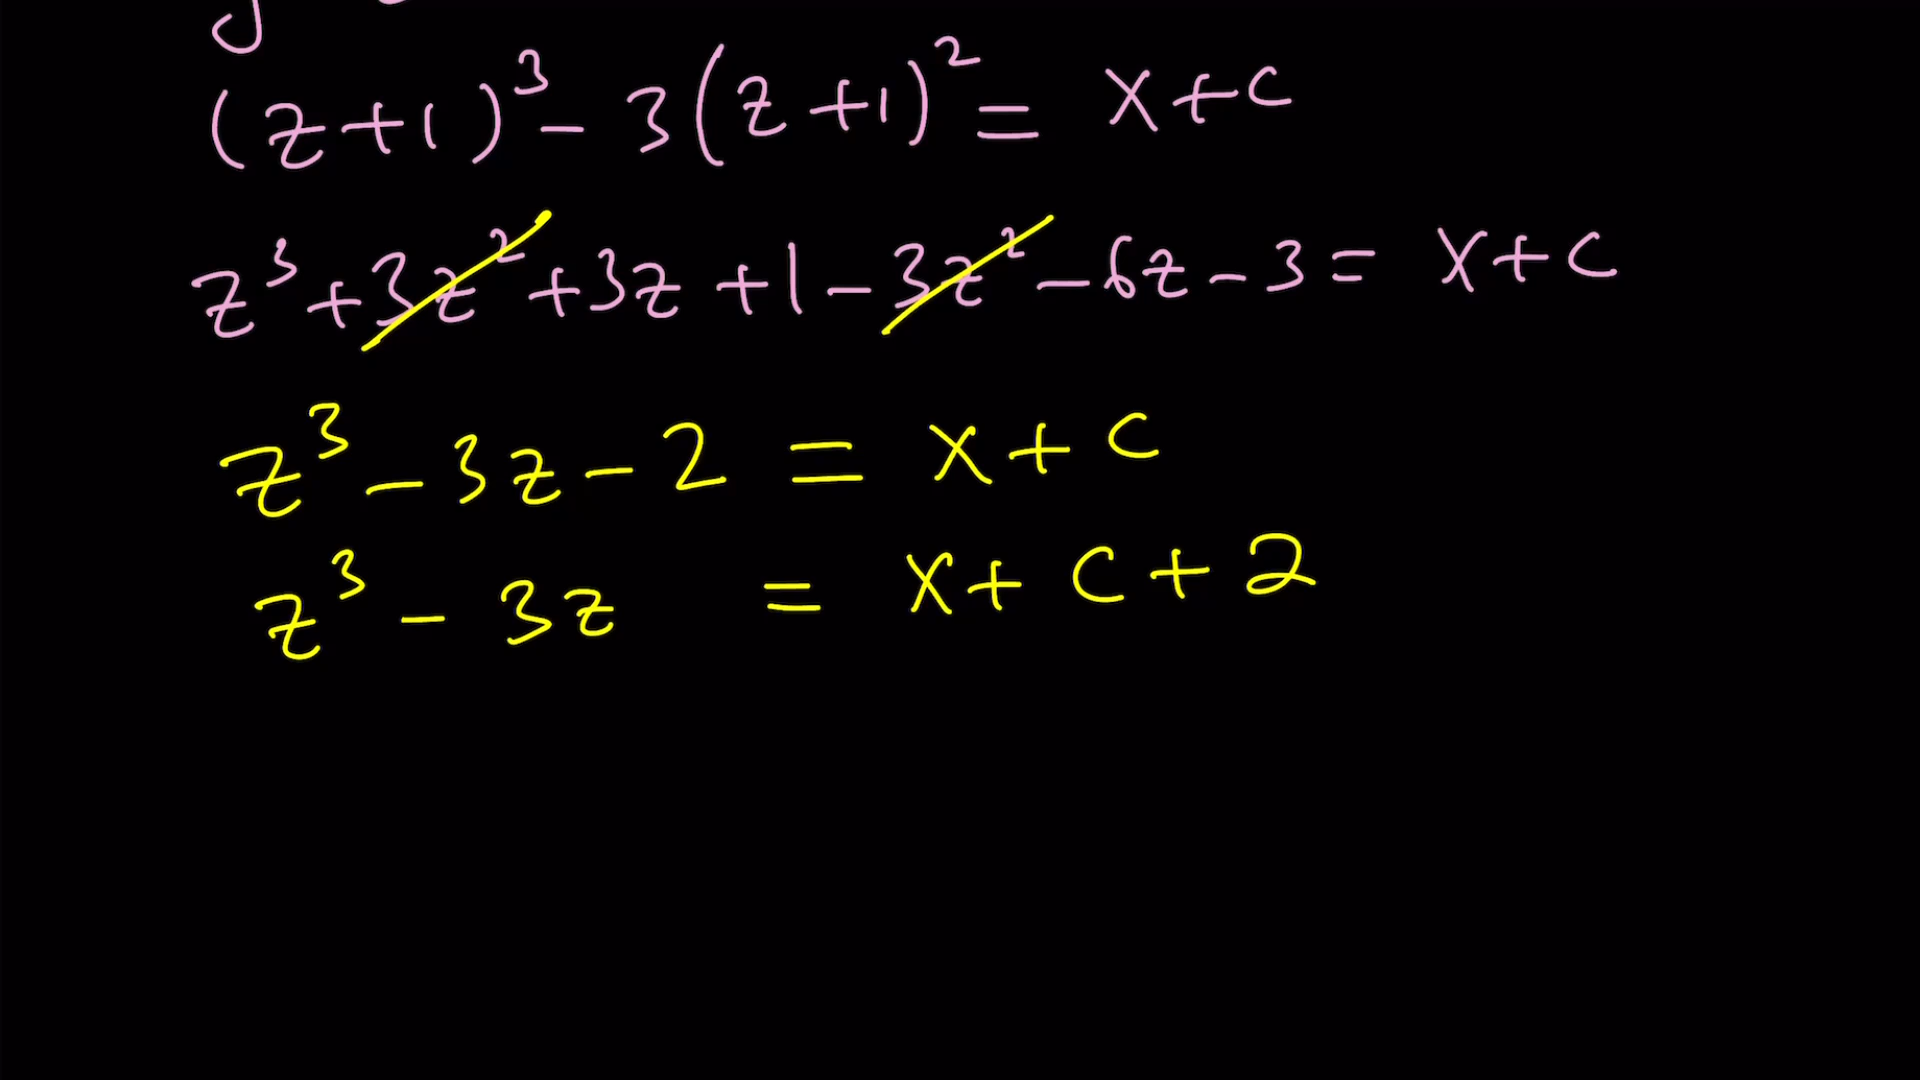 (z+1)³ - 3(z+1)² = x+c
z³+3z²+3z+1-3z²-6z-3 = x+c
z³-3z-2 = x+c
z³-3z = x+c+2